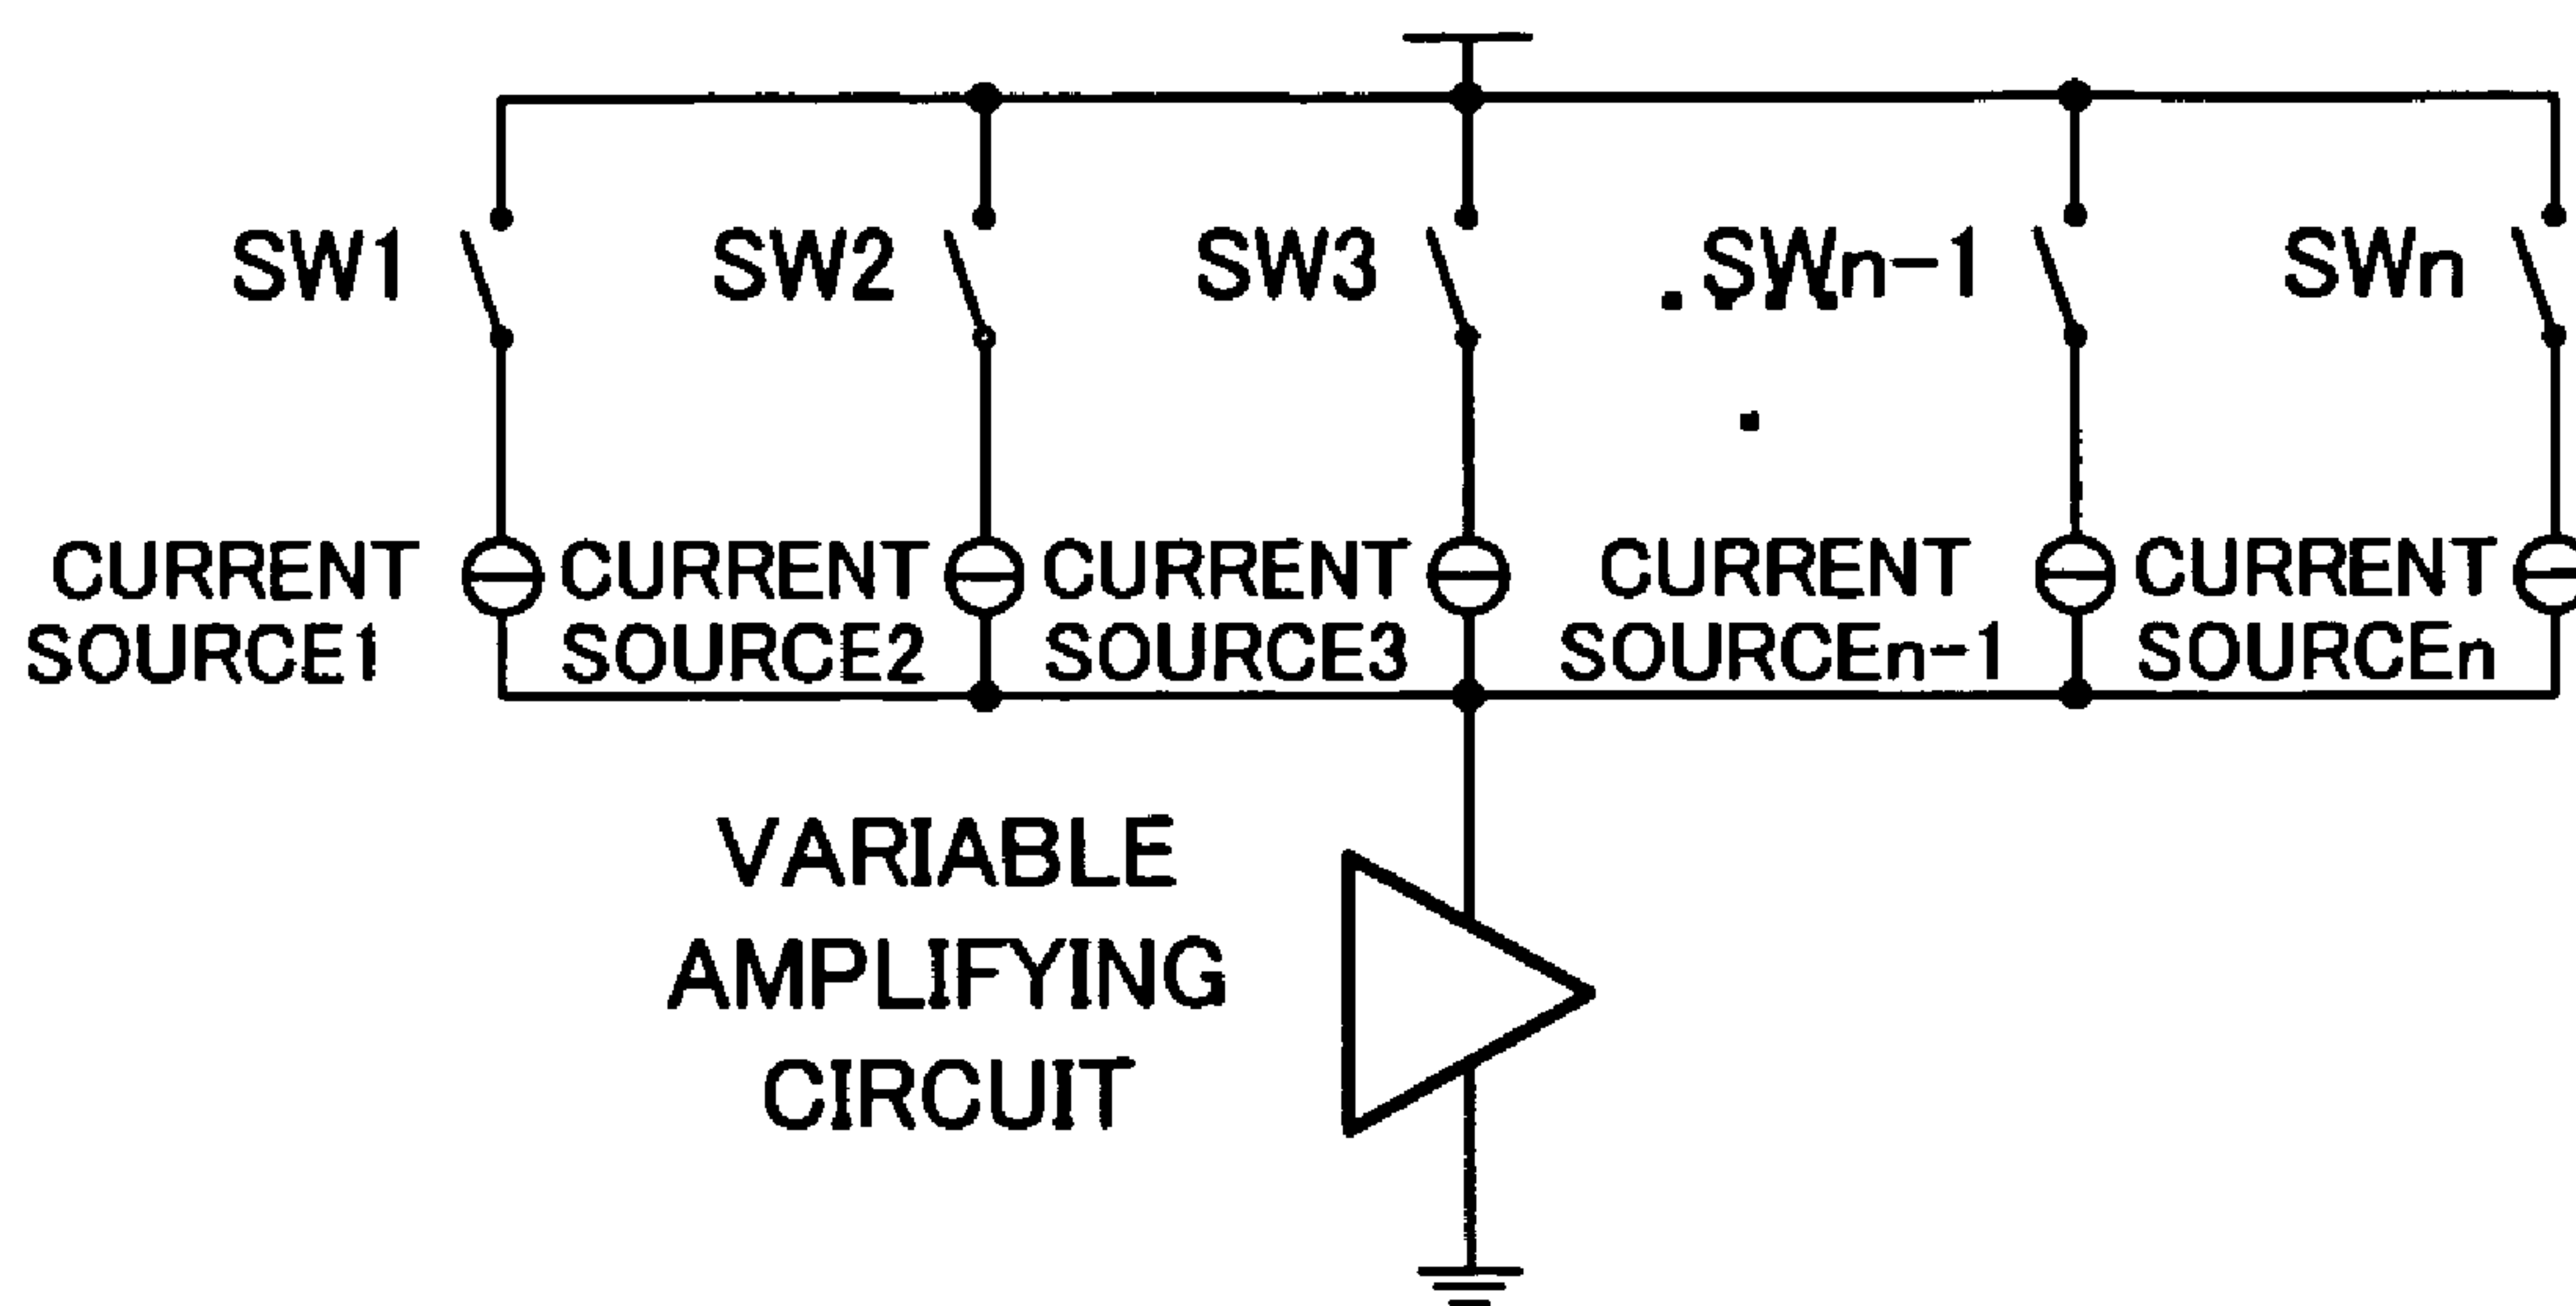 SW1 SW2 SW3 SWn-1 SWn
CURRENT SOURCE1
CURRENT SOURCE2
CURRENT SOURCE3
CURRENT SOURCEn-1
CURRENT SOURCEn
VARIABLE
AMPLIFYING
CIRCUIT